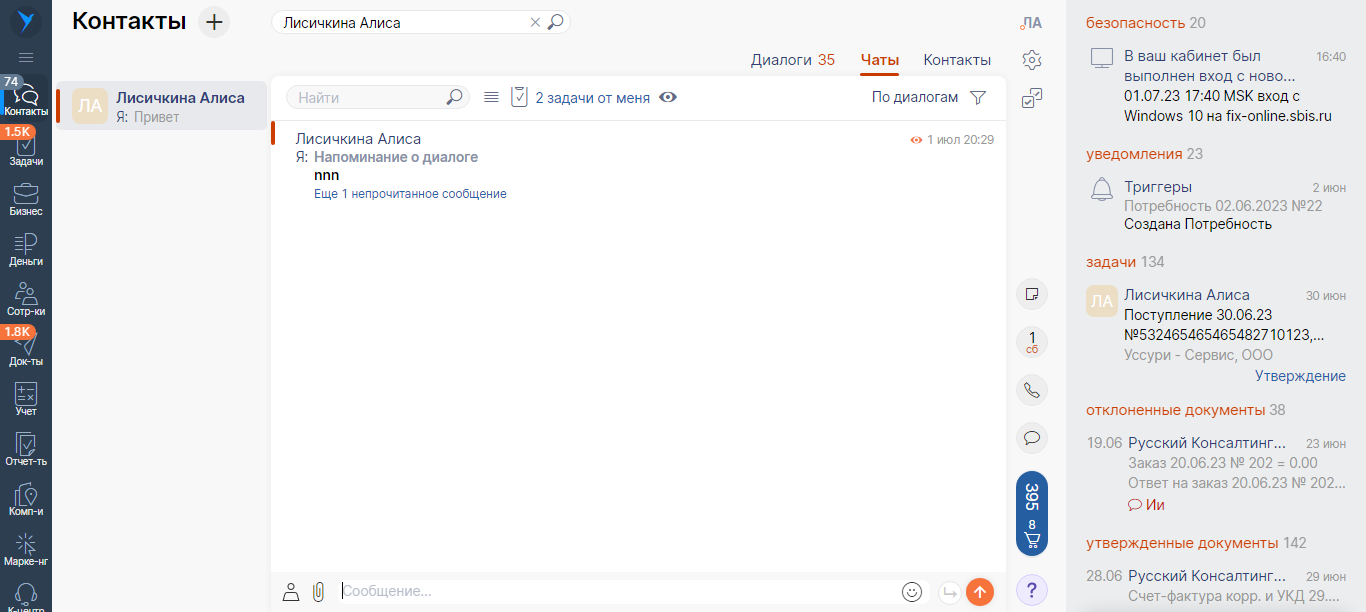 74
Контакты
1.5K
Задачи
Бизнес
Деньги
Сотр-ки
1.8K
Док-ты
Учет
Отчет-ть
Комп-и
Марке-нг
К-центр
Контакты
Лисичкина Алиса
Диалоги 35 Чаты Контакты
ЛА Лисичкина Алиса
Я: Привет
Найти 2 задачи от меня По диалогам
Лисичкина Алиса 1 июл 20:29
Я: Напоминание о диалоге
nnn
Еще 1 непрочитанное сообщение
Сообщение...
ЛА
1
сб
395
8
?
безопасность 20
В ваш кабинет был 16:40
выполнен вход с ново...
01.07.23 17:40 MSK вход с
Windows 10 на fix-online.sbis.ru
уведомления 23
Триггеры 2 июн
Потребность 02.06.2023 №22
Создана Потребность
задачи 134
ЛА Лисичкина Алиса 30 июн
Поступление 30.06.23
№532465465465482710123,...
Уссури - Сервис, ООО
Утверждение
отклоненные документы 38
19.06 Русский Консалтинг... 23 июн
Заказ 20.06.23 № 202 = 0.00
Ответ на заказ 20.06.23 № 202...
Ии
утвержденные документы 142
28.06 Русский Консалтинг... 29 июн
Счет-фактура корр. и УКД 29....